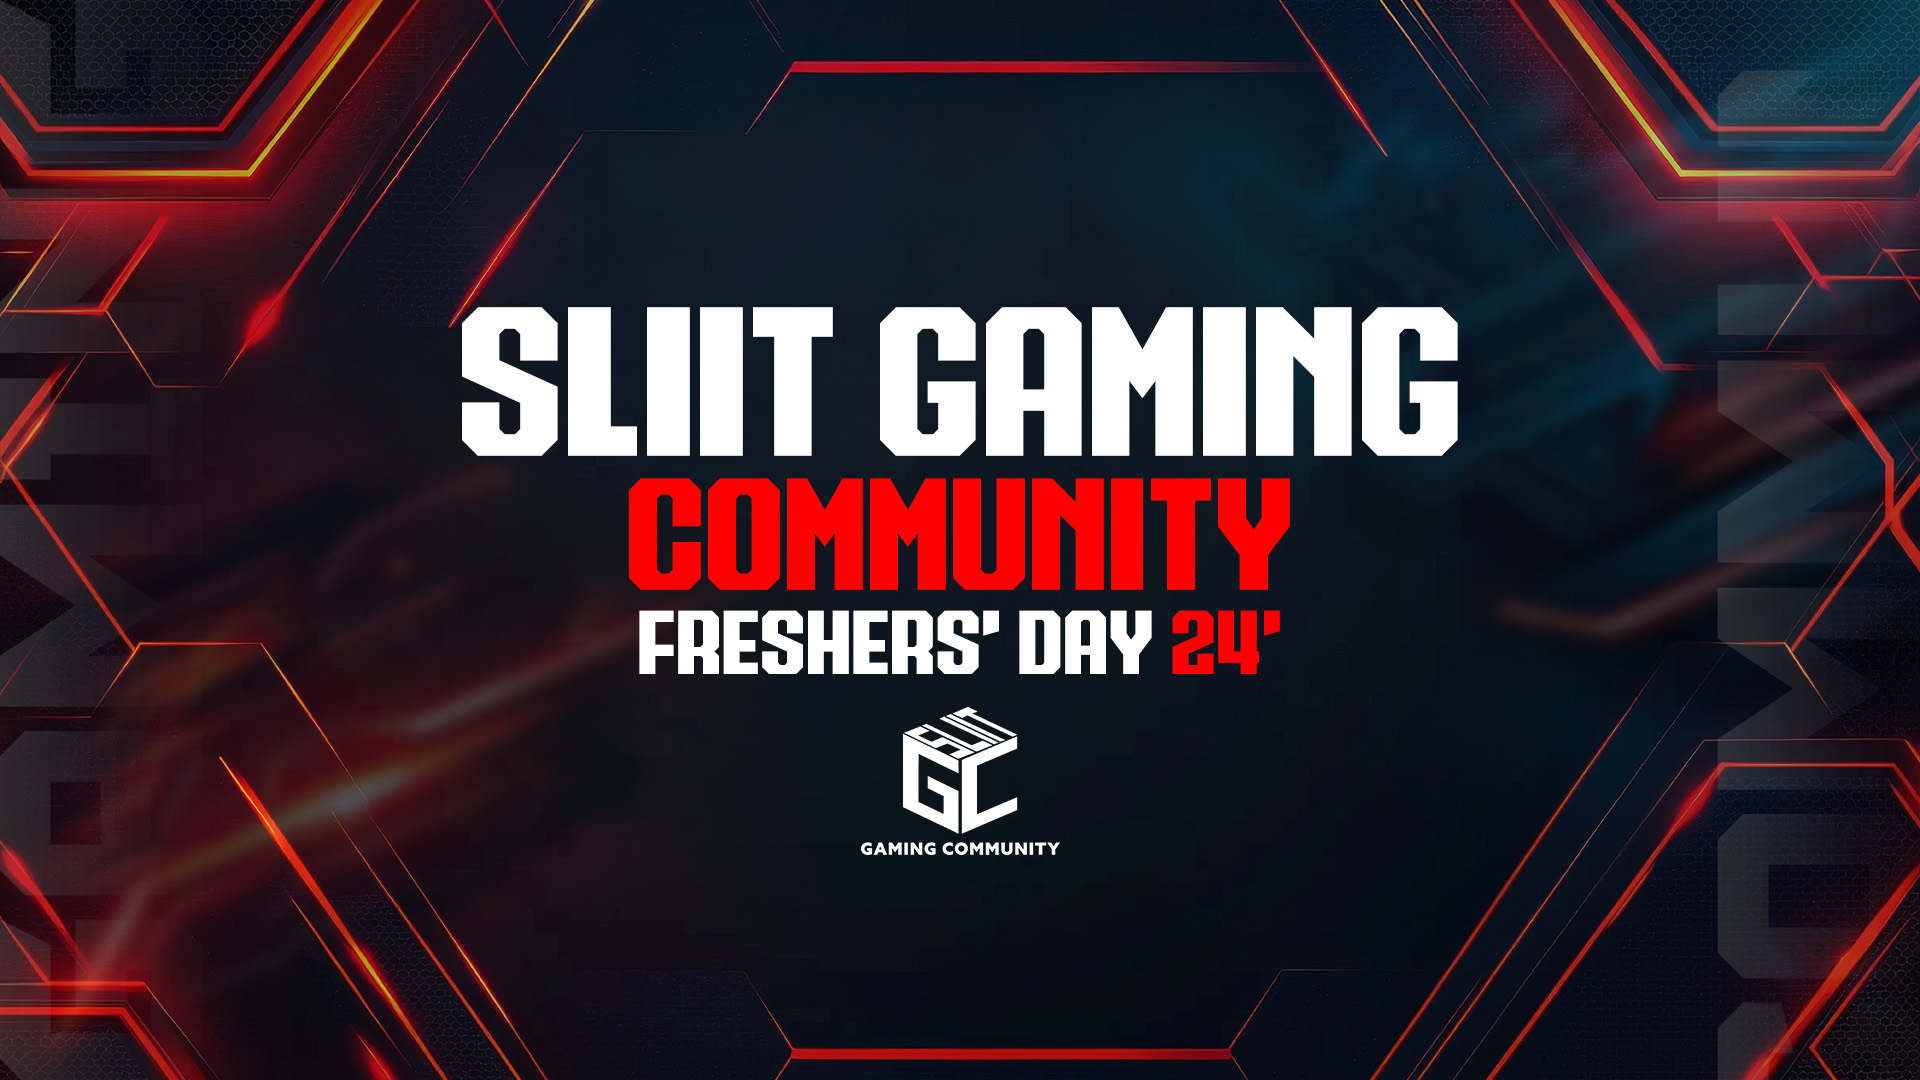 SLIIT GAMING
COMMUNITY
FRESHERS' DAY 24'
SLIIT
GC
GAMING COMMUNITY